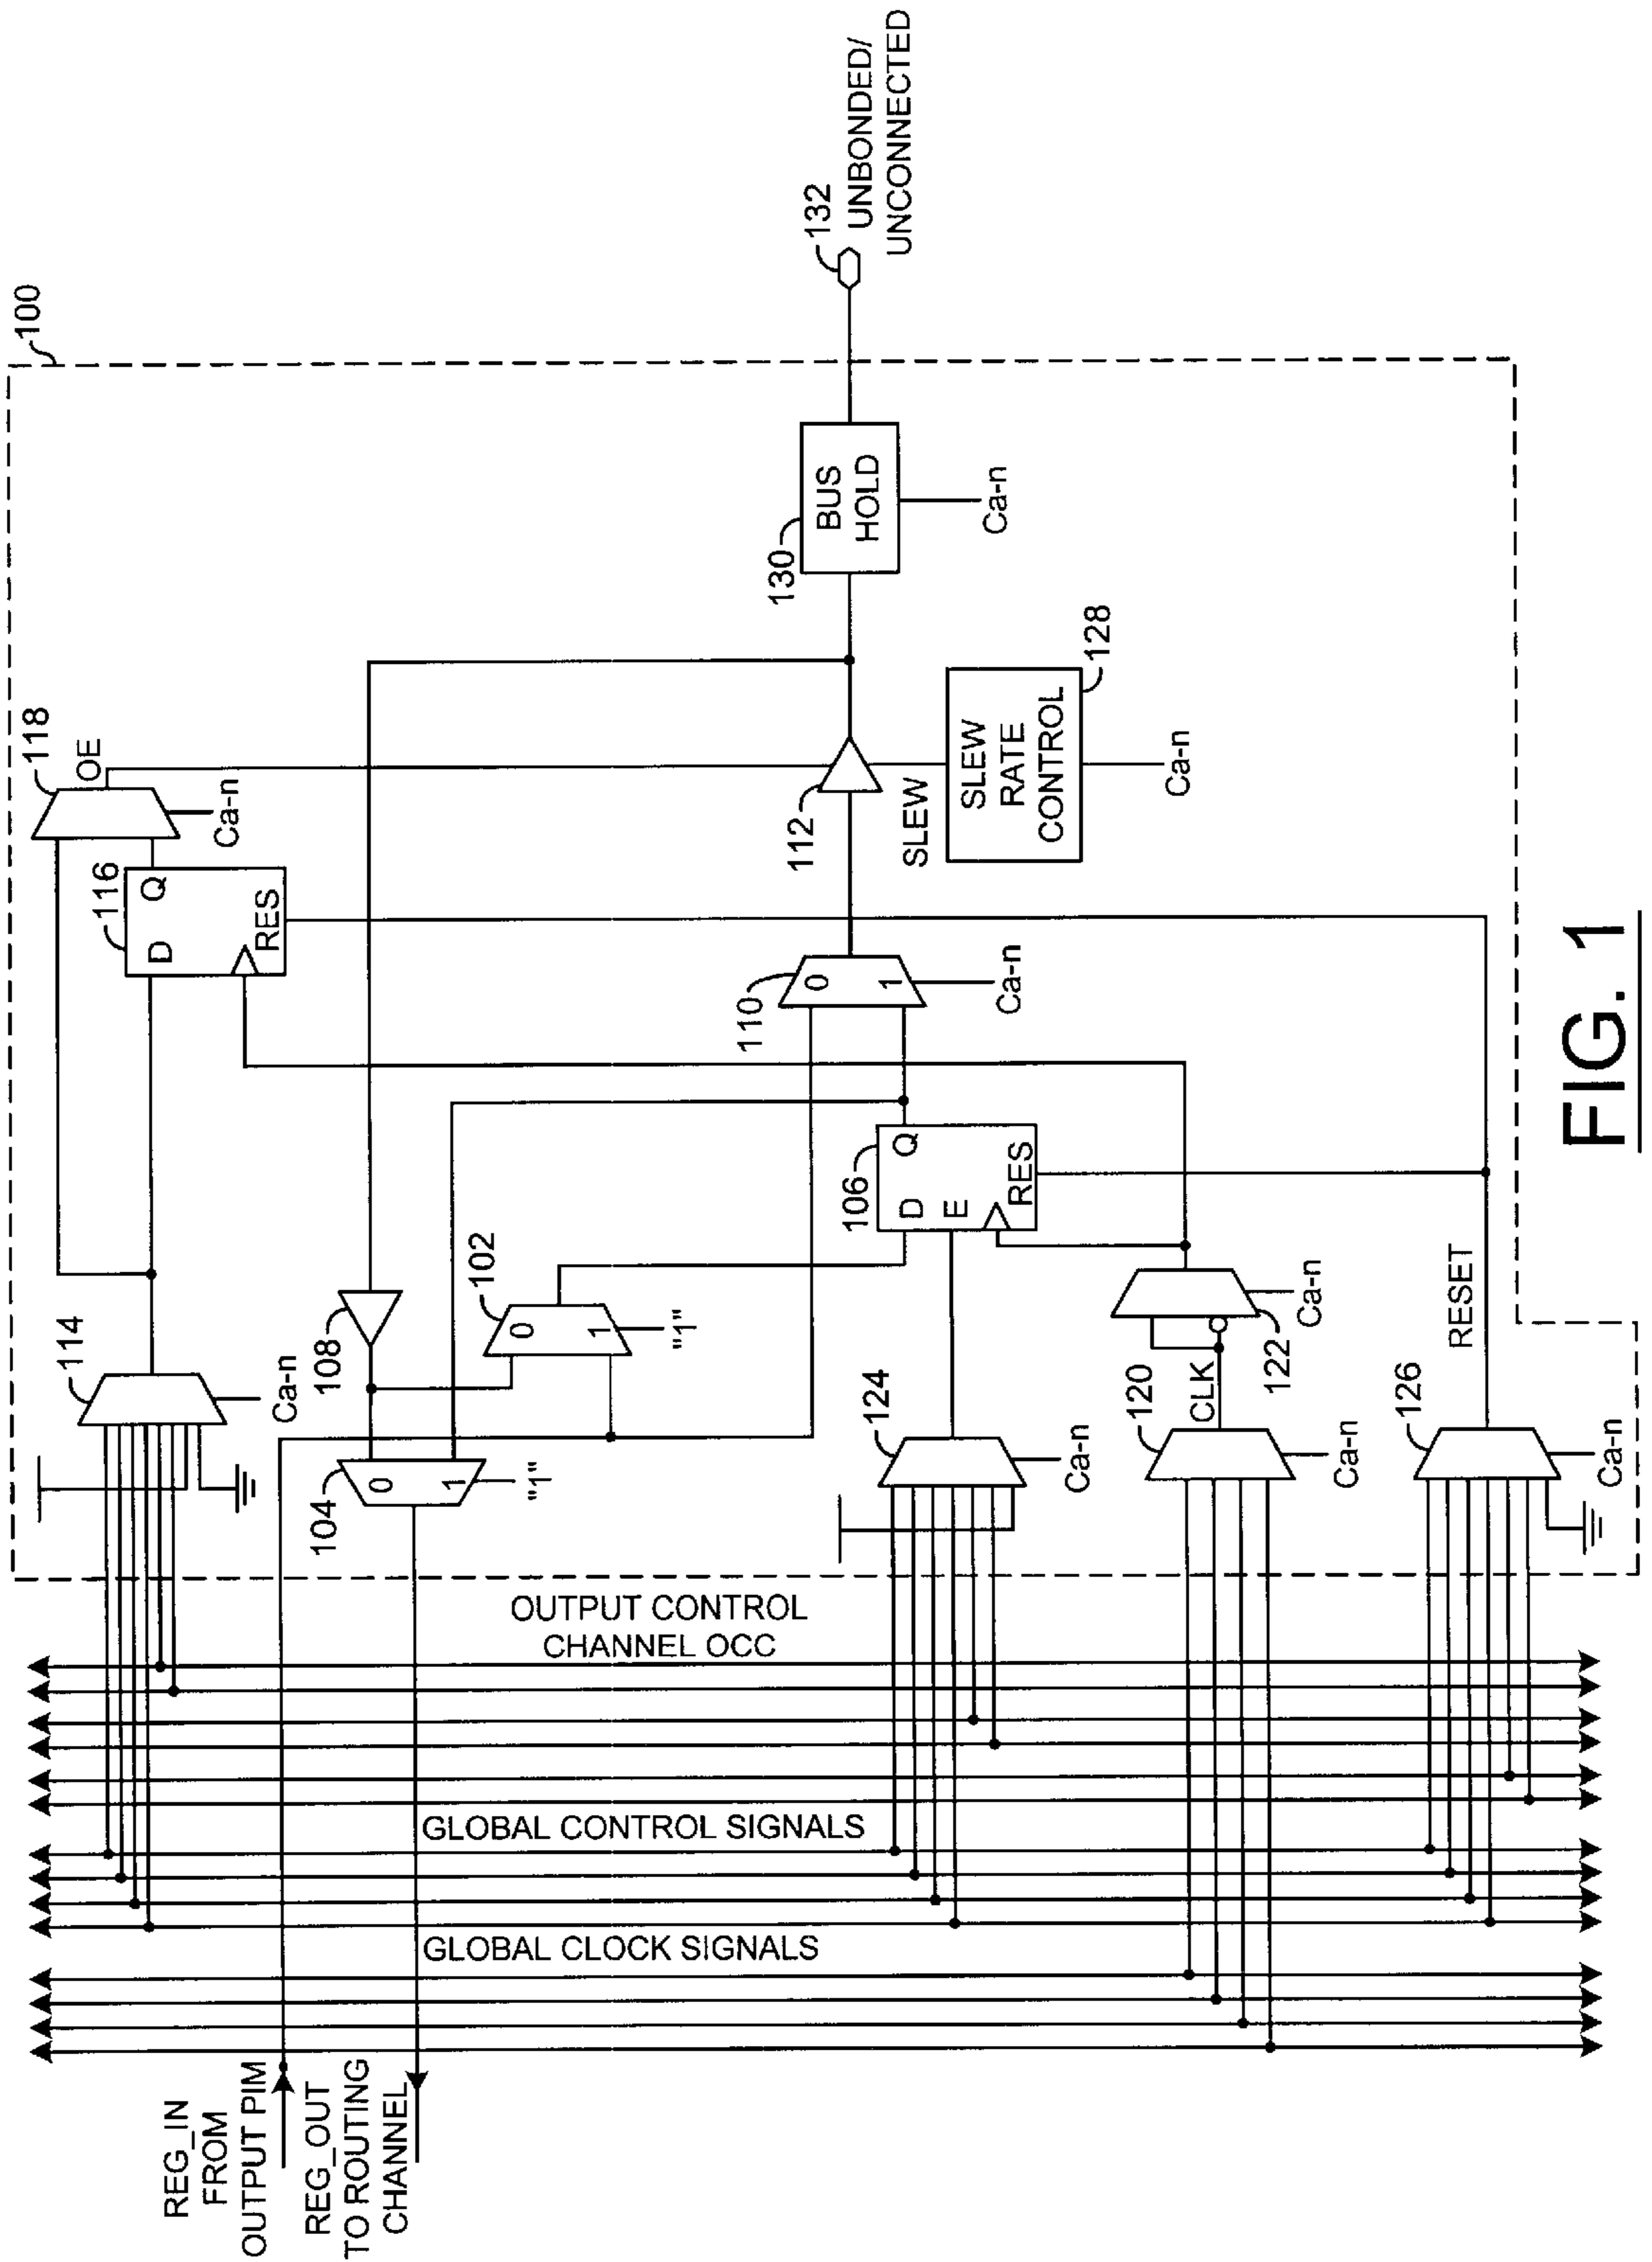 100
118
OE
Ca-n
116
D
Q
RES
114
Ca-n
108
102
0
1
"1"
104
0
1
"1"
110
0
1
Ca-n
112
SLEW
SLEW
RATE
CONTROL
128
Ca-n
130
BUS
HOLD
Ca-n
132
UNBONDED/
UNCONNECTED
106
D
Q
E
RES
124
Ca-n
120
CLK
Ca-n
122
Ca-n
126
RESET
Ca-n
OUTPUT CONTROL
CHANNEL OCC
GLOBAL CONTROL SIGNALS
GLOBAL CLOCK SIGNALS
REG_IN
FROM
OUTPUT PIM
REG_OUT
TO ROUTING
CHANNEL
FIG. 1